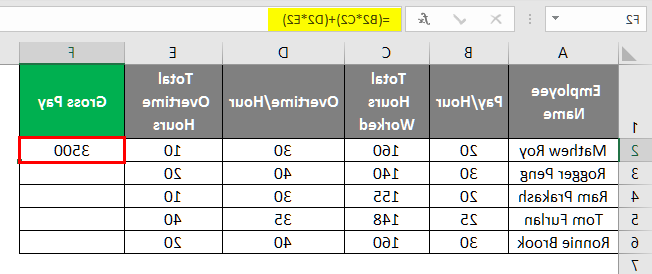 F2 fx =(B2*C2)+(D2*E2)
A B C D E F
1
Employee Name
Pay/Hour
Total Hours Worked
Overtime/Hour
Total Overtime Hours
Gross Pay
2 Mathew Roy 20 160 30 10 3500
3 Rogger Peng 30 140 40 20
4 Ram Prakash 20 155 30 10
5 Tom Furlan 25 148 35 40
6 Ronnie Brook 30 160 40 20
7